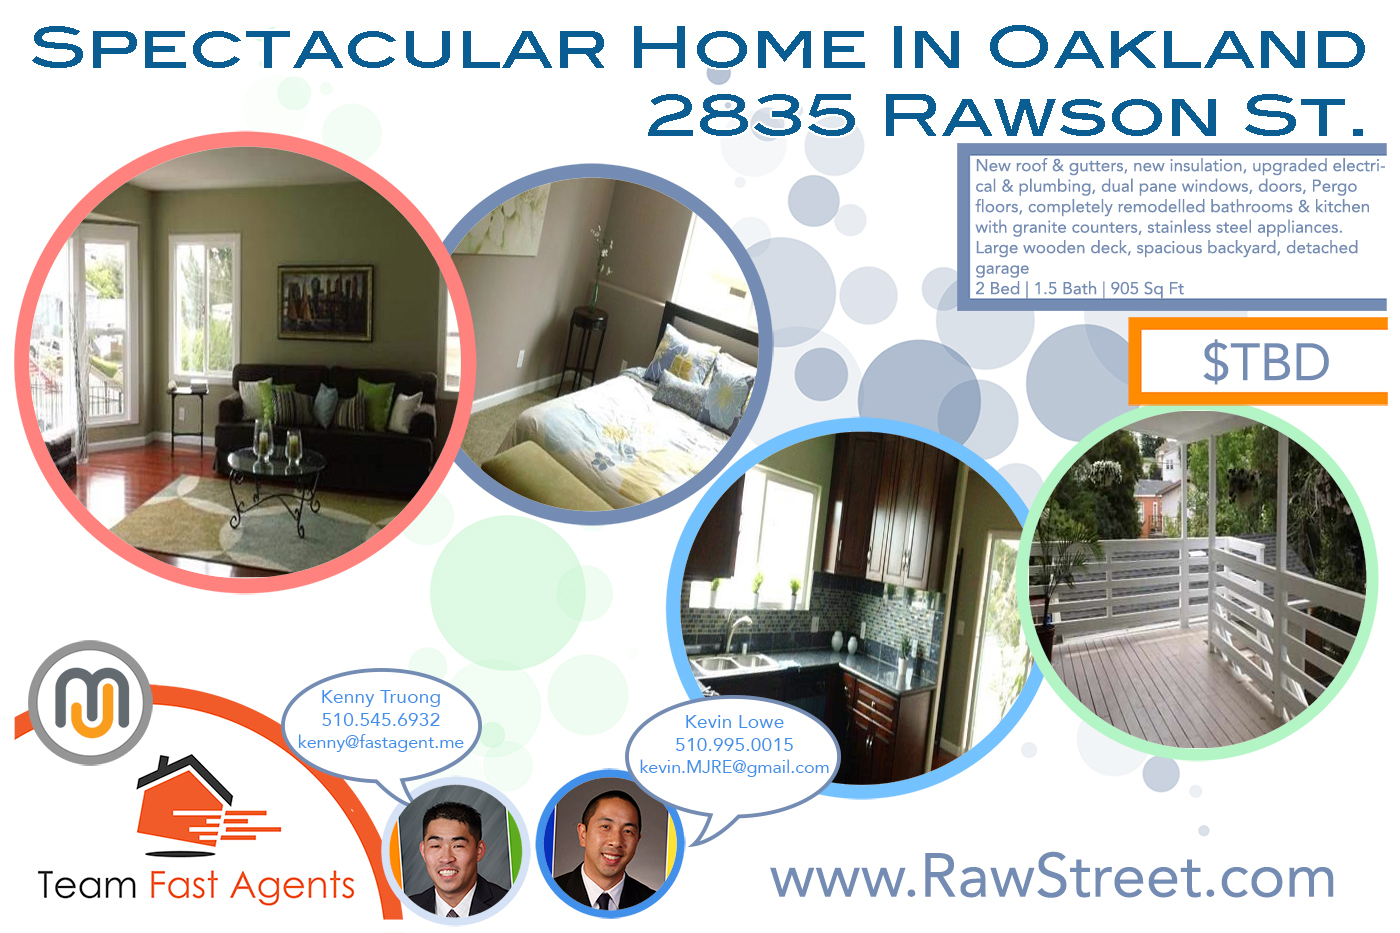 Spectacular Home In Oakland
2835 Rawson St.
New roof & gutters, new insulation, upgraded electri-
cal & plumbing, dual pane windows, doors, Pergo
floors, completely remodelled bathrooms & kitchen
with granite counters, stainless steel appliances.
Large wooden deck, spacious backyard, detached
garage
2 Bed | 1.5 Bath | 905 Sq Ft
$TBD
Kenny Truong
510.545.6932
kenny@fastagent.me
Kevin Lowe
510.995.0015
kevin.MJRE@gmail.com
Team Fast Agents
www.RawStreet.com